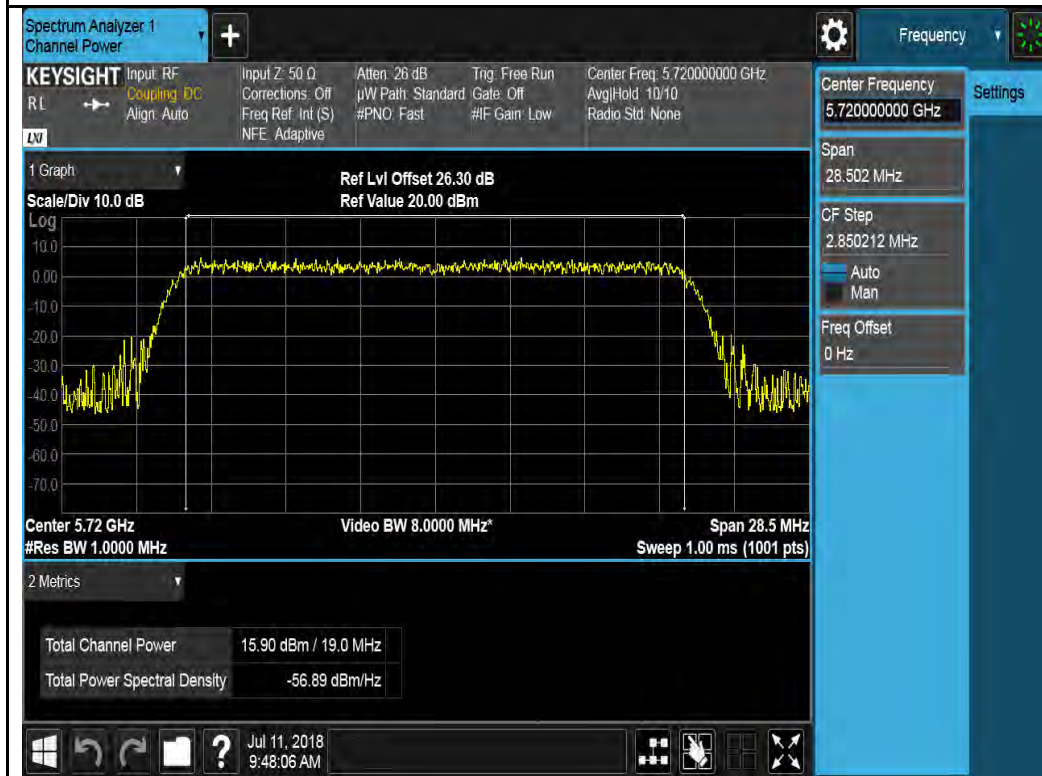 Spectrum Analyzer 1
Channel Power
+
Frequency
KEYSIGHT
RL
LXI
Input: RF
Coupling: DC
Align: Auto
Input Z: 50 Ω
Corrections: Off
Freq Ref: Int (S)
NFE: Adaptive
Atten: 26 dB
µW Path: Standard
#PNO: Fast
Trig: Free Run
Gate: Off
#IF Gain: Low
Center Freq: 5.720000000 GHz
Avg|Hold: 10/10
Radio Std: None
Center Frequency
5.720000000 GHz
Settings
Span
28.502 MHz
CF Step
2.850212 MHz
Auto
Man
Freq Offset
0 Hz
1 Graph
Ref Lvl Offset 26.30 dB
Scale/Div 10.0 dB
Ref Value 20.00 dBm
Log
10.0
0.00
-10.0
-20.0
-30.0
-40.0
-50.0
-60.0
-70.0
Center 5.72 GHz
Video BW 8.0000 MHz*
Span 28.5 MHz
#Res BW 1.0000 MHz
Sweep 1.00 ms (1001 pts)
2 Metrics
Total Channel Power 15.90 dBm / 19.0 MHz
Total Power Spectral Density -56.89 dBm/Hz
?
Jul 11, 2018
9:48:06 AM